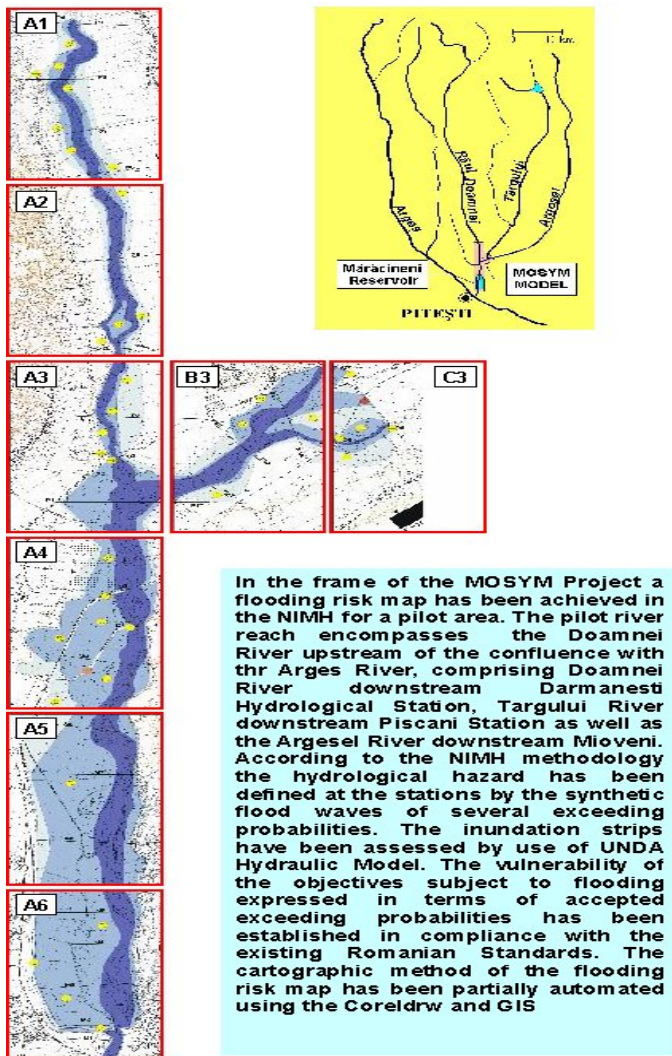 A1
A2
A3
B3
C3
A4
A5
A6
0 10 km
Râul Doamnei
Targului
Argesel
Argeş
Mărăcineni
Reservoir
MOSYM
MODEL
PITEŞTI
In the frame of the MOSYM Project a
flooding risk map has been achieved in
the NIMH for a pilot area. The pilot river
reach encompasses the Doamnei
River upstream of the confluence with
thr Arges River, comprising Doamnei
River downstream Darmanesti
Hydrological Station, Targului River
downstream Piscani Station as well as
the Argesel River downstream Mioveni.
According to the NIMH methodology
the hydrological hazard has been
defined at the stations by the synthetic
flood waves of several exceeding
probabilities. The inundation strips
have been assessed by use of UNDA
Hydraulic Model. The vulnerability of
the objectives subject to flooding
expressed in terms of accepted
exceeding probabilities has been
established in compliance with the
existing Romanian Standards. The
cartographic method of the flooding
risk map has been partially automated
using the Coreldrw and GIS